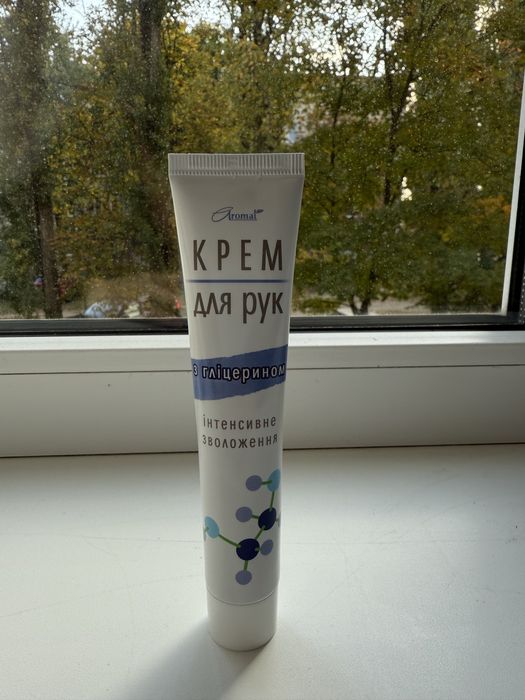 Aromat
КРЕМ
для рук
з гліцерином
інтенсивне
зволоження